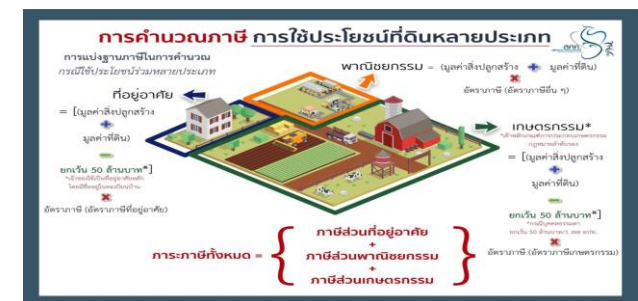 การคำนวณภาษี การใช้ประโยชน์ที่ดินหลายประเภท
การแบ่งฐานภาษีในการคำนวณ
กรณีใช้ประโยชน์ร่วมหลายประเภท
พาณิชยกรรม = (มูลค่าสิ่งปลูกสร้าง + มูลค่าที่ดิน)
×
อัตราภาษี (อัตราภาษีอื่น ๆ)
ที่อยู่อาศัย
= [(มูลค่าสิ่งปลูกสร้าง
+
มูลค่าที่ดิน)
-
ยกเว้น 50 ล้านบาท*]
×
อัตราภาษี (อัตราภาษีที่อยู่อาศัย)
เกษตรกรรม*
= [(มูลค่าสิ่งปลูกสร้าง
+
มูลค่าที่ดิน)
-
ยกเว้น 50 ล้านบาท*]
×
อัตราภาษี (อัตราภาษีเกษตรกรรม)
ภาระภาษีทั้งหมด = { ภาษีส่วนที่อยู่อาศัย
+
ภาษีส่วนพาณิชยกรรม
+
ภาษีส่วนเกษตรกรรม }